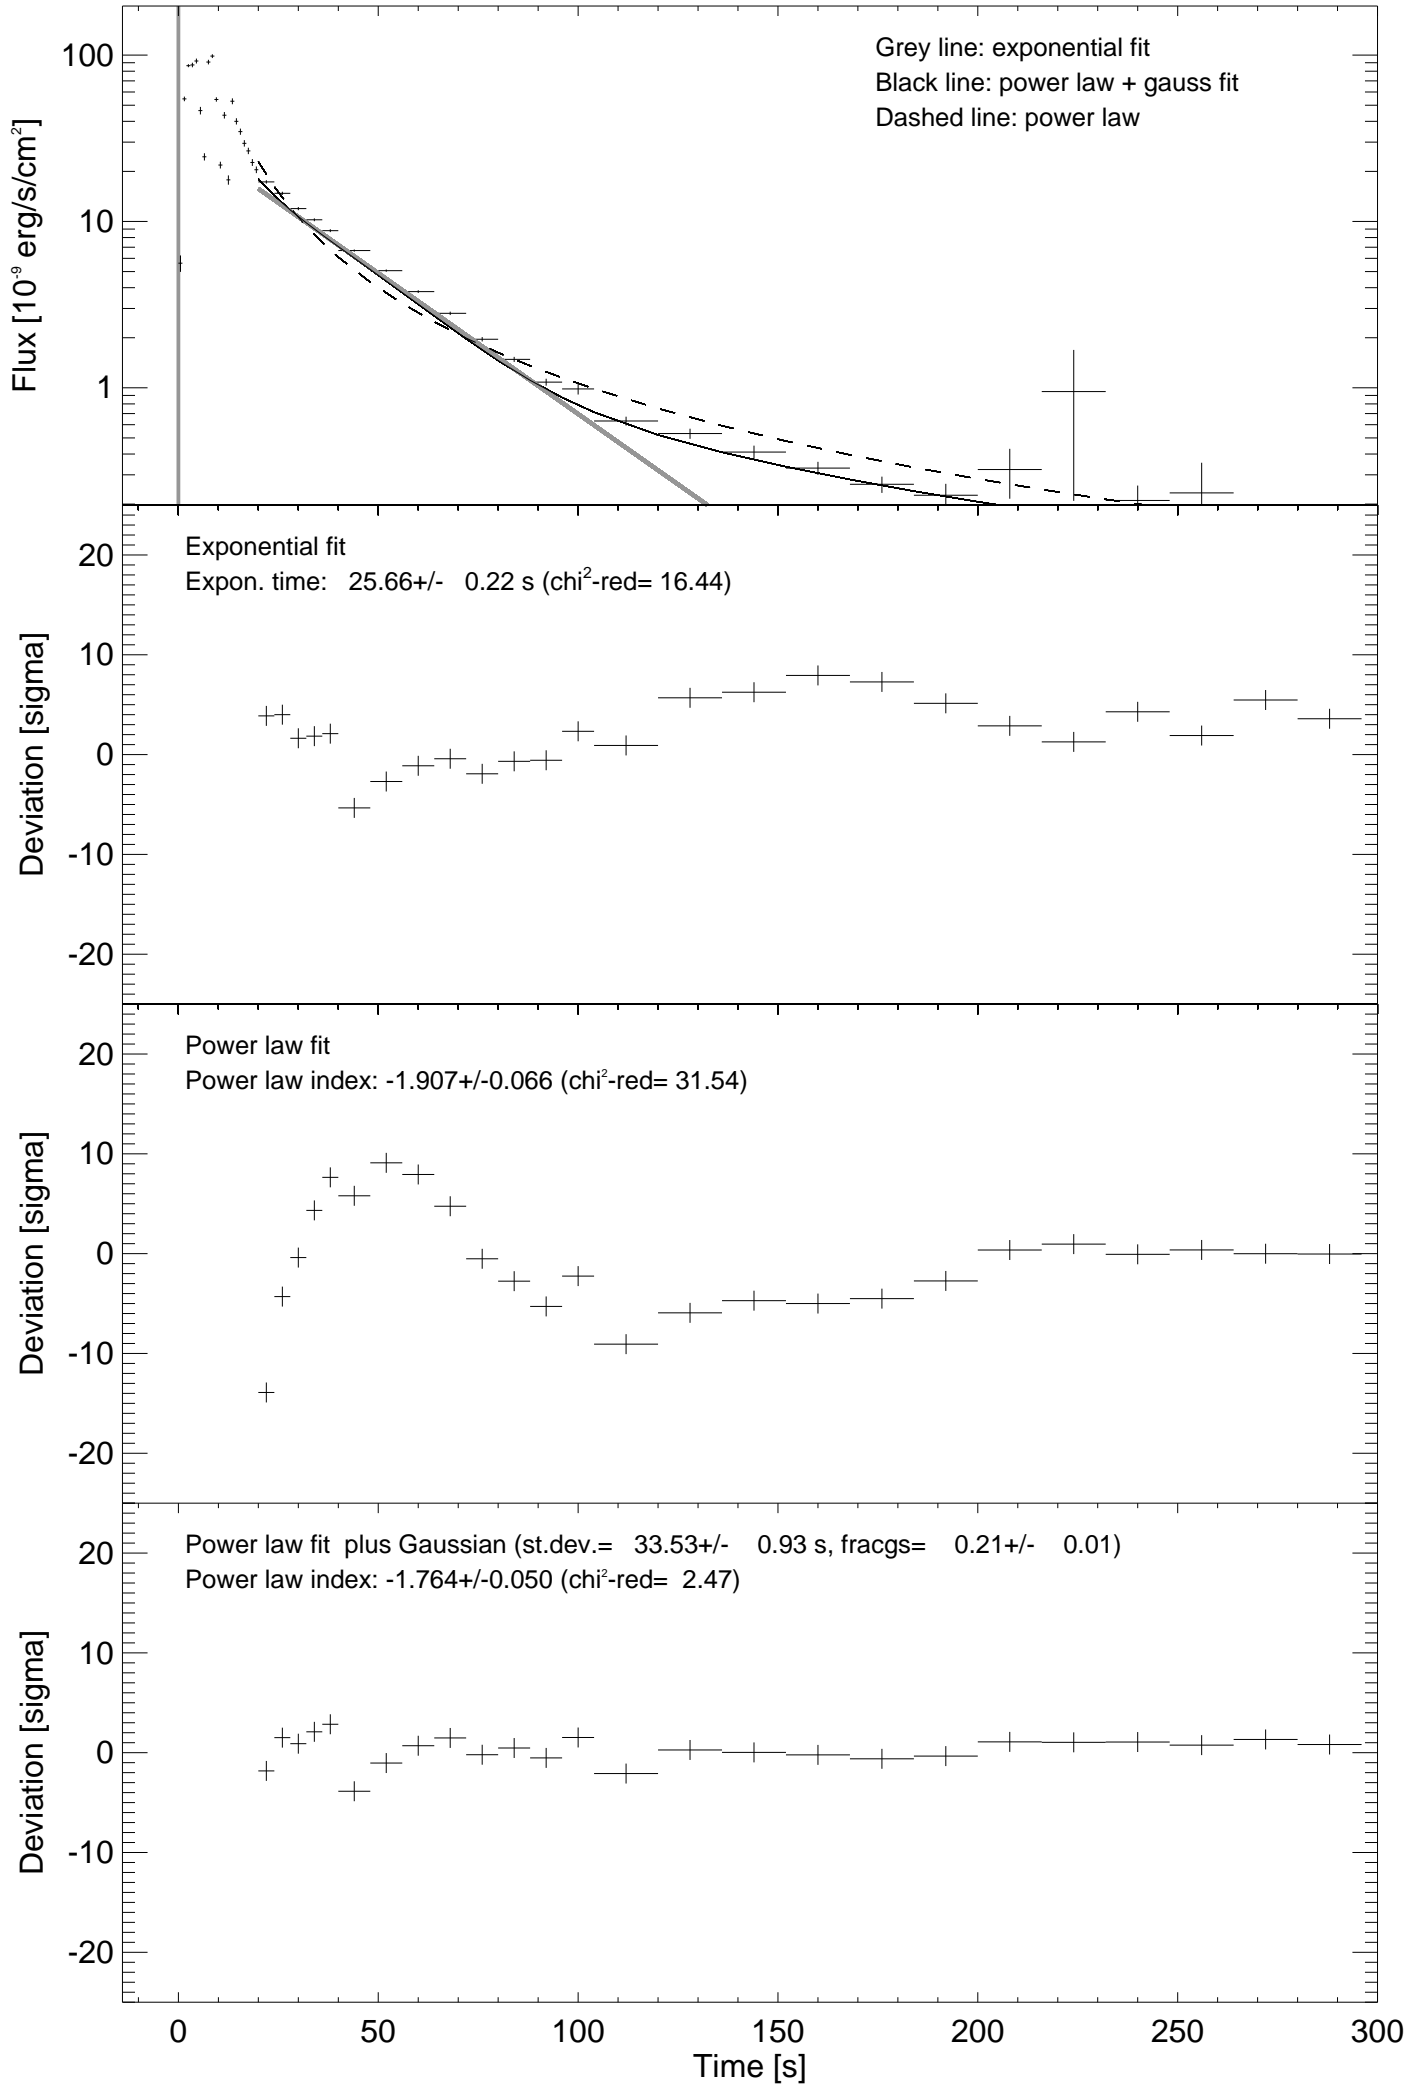 Grey line: exponential fit
Black line: power law + gauss fit
Dashed line: power law
100
10
1
Flux [10⁻⁹ erg/s/cm²]
Exponential fit
Expon. time: 25.66+/- 0.22 s (chi²-red= 16.44)
20
10
0
-10
-20
Deviation [sigma]
Power law fit
Power law index: -1.907+/-0.066 (chi²-red= 31.54)
20
10
0
-10
-20
Deviation [sigma]
Power law fit plus Gaussian (st.dev.= 33.53+/- 0.93 s, fracgs= 0.21+/- 0.01)
Power law index: -1.764+/-0.050 (chi²-red= 2.47)
20
10
0
-10
-20
Deviation [sigma]
0 50 100 150 200 250 300
Time [s]